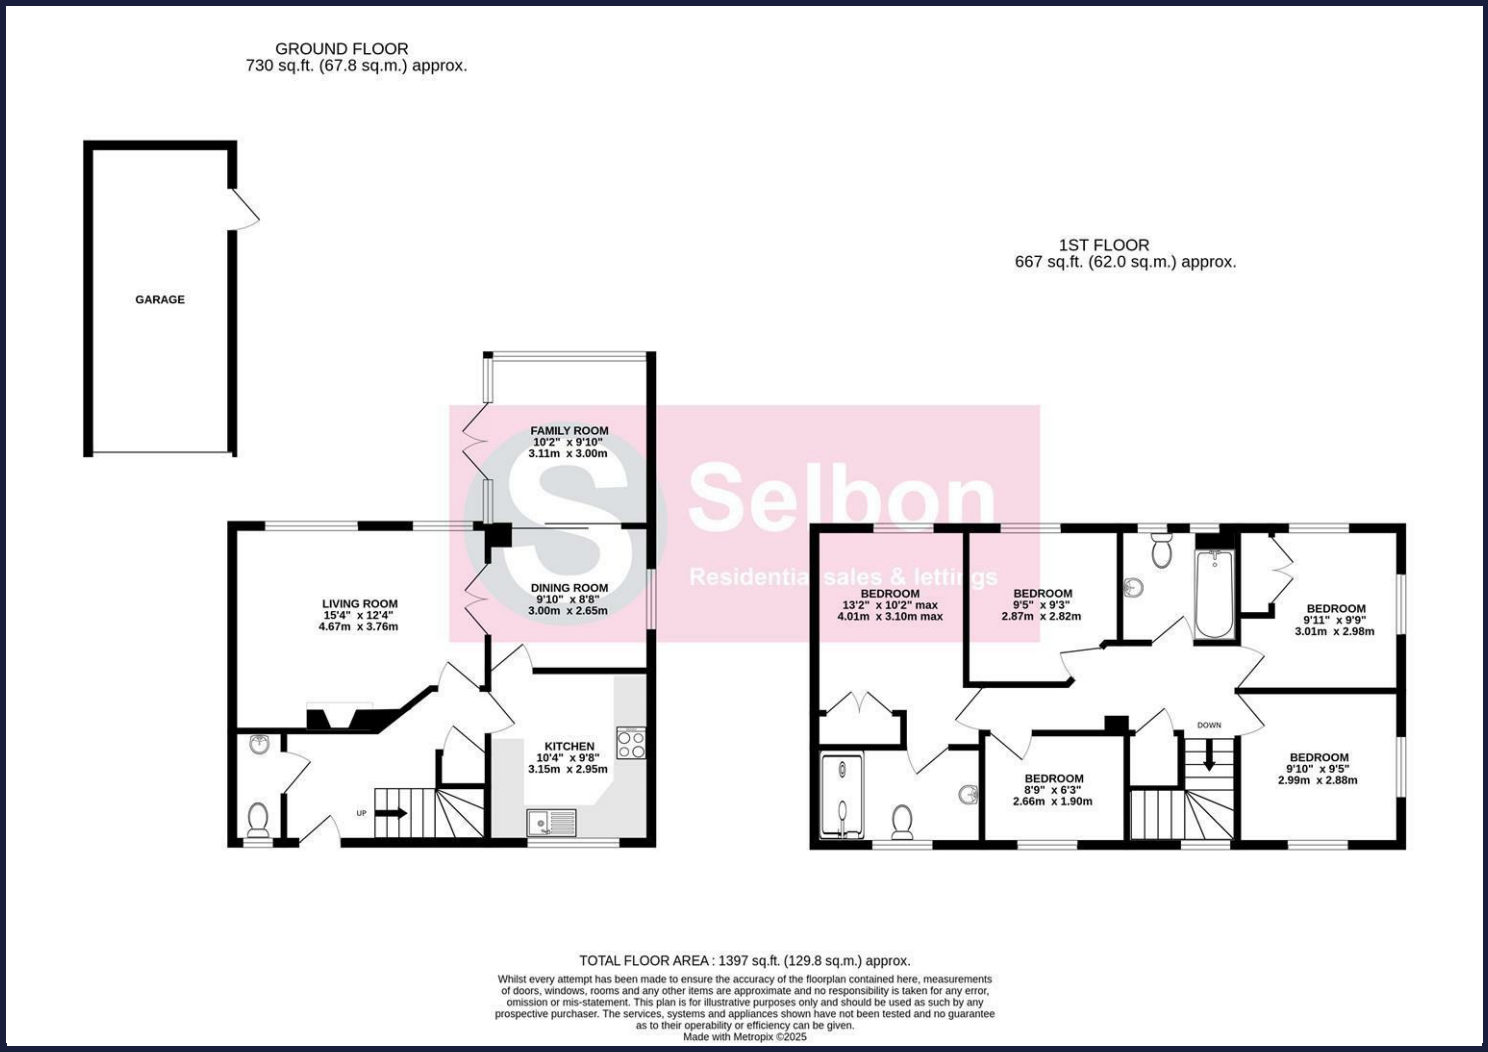 GROUND FLOOR
730 sq.ft. (67.8 sq.m.) approx.
1ST FLOOR
667 sq.ft. (62.0 sq.m.) approx.
GARAGE
FAMILY ROOM
10'2" x 9'10"
3.11m x 3.00m
Selbon
Residential sales & lettings
DINING ROOM
9'10" x 8'8"
3.00m x 2.65m
LIVING ROOM
15'4" x 12'4"
4.67m x 3.76m
KITCHEN
10'4" x 9'8"
3.15m x 2.95m
UP
BEDROOM
13'2" x 10'2" max
4.01m x 3.10m max
BEDROOM
9'5" x 9'3"
2.87m x 2.82m
BEDROOM
9'11" x 9'9"
3.01m x 2.98m
DOWN
BEDROOM
9'10" x 9'5"
2.99m x 2.88m
BEDROOM
8'9" x 6'3"
2.66m x 1.90m
TOTAL FLOOR AREA : 1397 sq.ft. (129.8 sq.m.) approx.
Whilst every attempt has been made to ensure the accuracy of the floorplan contained here, measurements
of doors, windows, rooms and any other items are approximate and no responsibility is taken for any error,
omission or mis-statement. This plan is for illustrative purposes only and should be used as such by any
prospective purchaser. The services, systems and appliances shown have not been tested and no guarantee
as to their operability or efficiency can be given.
Made with Metropix ©2025